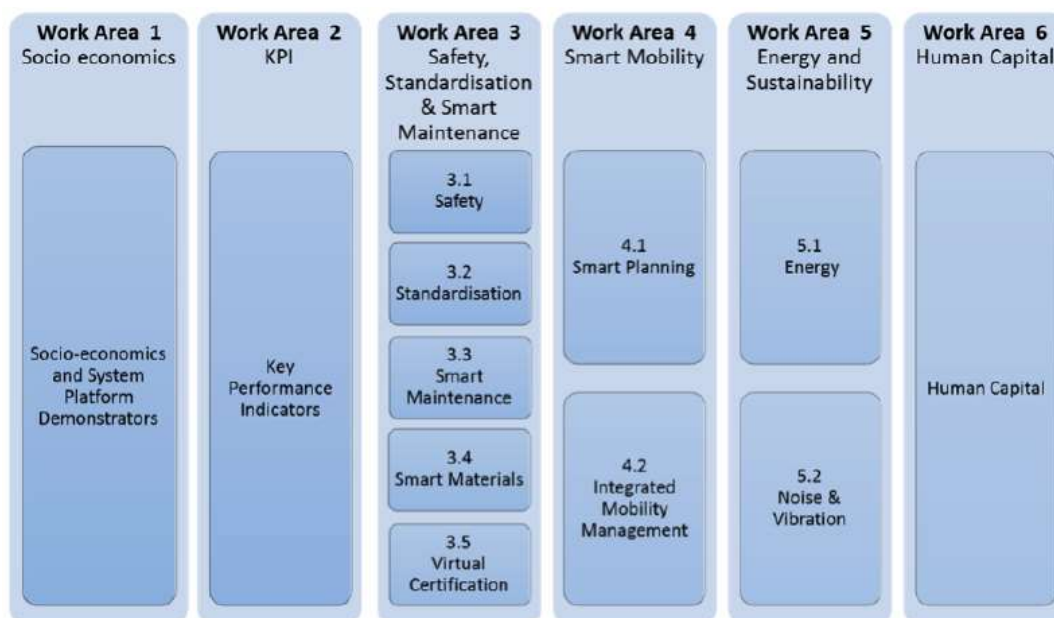 Work Area 1
Socio economics
Socio-economics
and System
Platform
Demonstrators
Work Area 2
KPI
Key
Performance
Indicators
Work Area 3
Safety,
Standardisation
& Smart
Maintenance
3.1
Safety
3.2
Standardisation
3.3
Smart
Maintenance
3.4
Smart Materials
3.5
Virtual
Certification
Work Area 4
Smart Mobility
4.1
Smart Planning
4.2
Integrated
Mobility
Management
Work Area 5
Energy and
Sustainability
5.1
Energy
5.2
Noise &
Vibration
Work Area 6
Human Capital
Human Capital